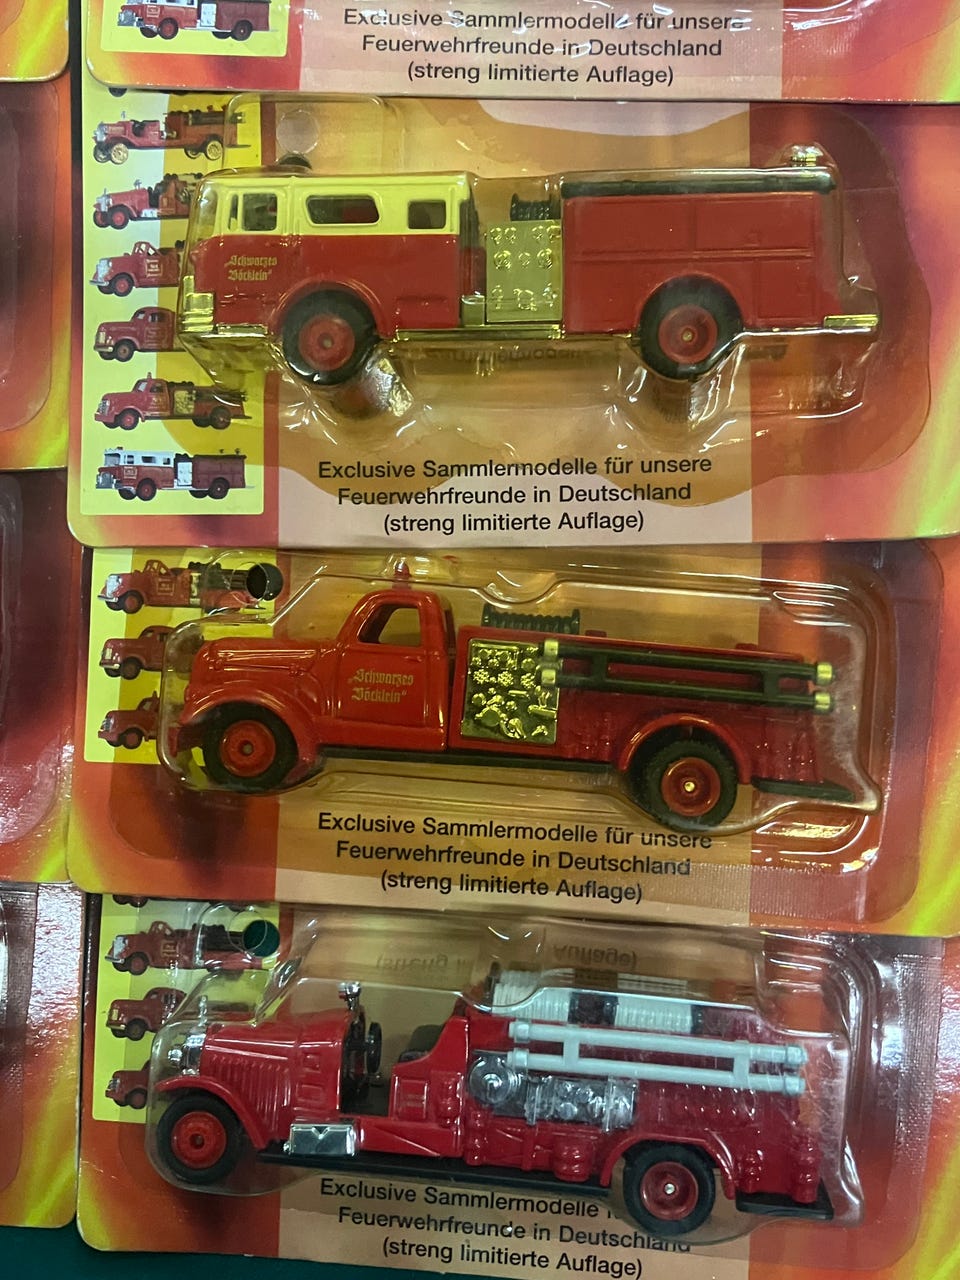 Exclusive Sammlermodelle für unsere
Feuerwehrfreunde in Deutschland
(streng limitierte Auflage)
„Schwarzes
Böcklein“
Exclusive Sammlermodelle für unsere
Feuerwehrfreunde in Deutschland
(streng limitierte Auflage)
„Schwarzes
Böcklein“
Exclusive Sammlermodelle für unsere
Feuerwehrfreunde in Deutschland
(streng limitierte Auflage)
Exclusive Sammlermodelle
Feuerwehrfreunde in Deutschland
(streng limitierte Auflage)